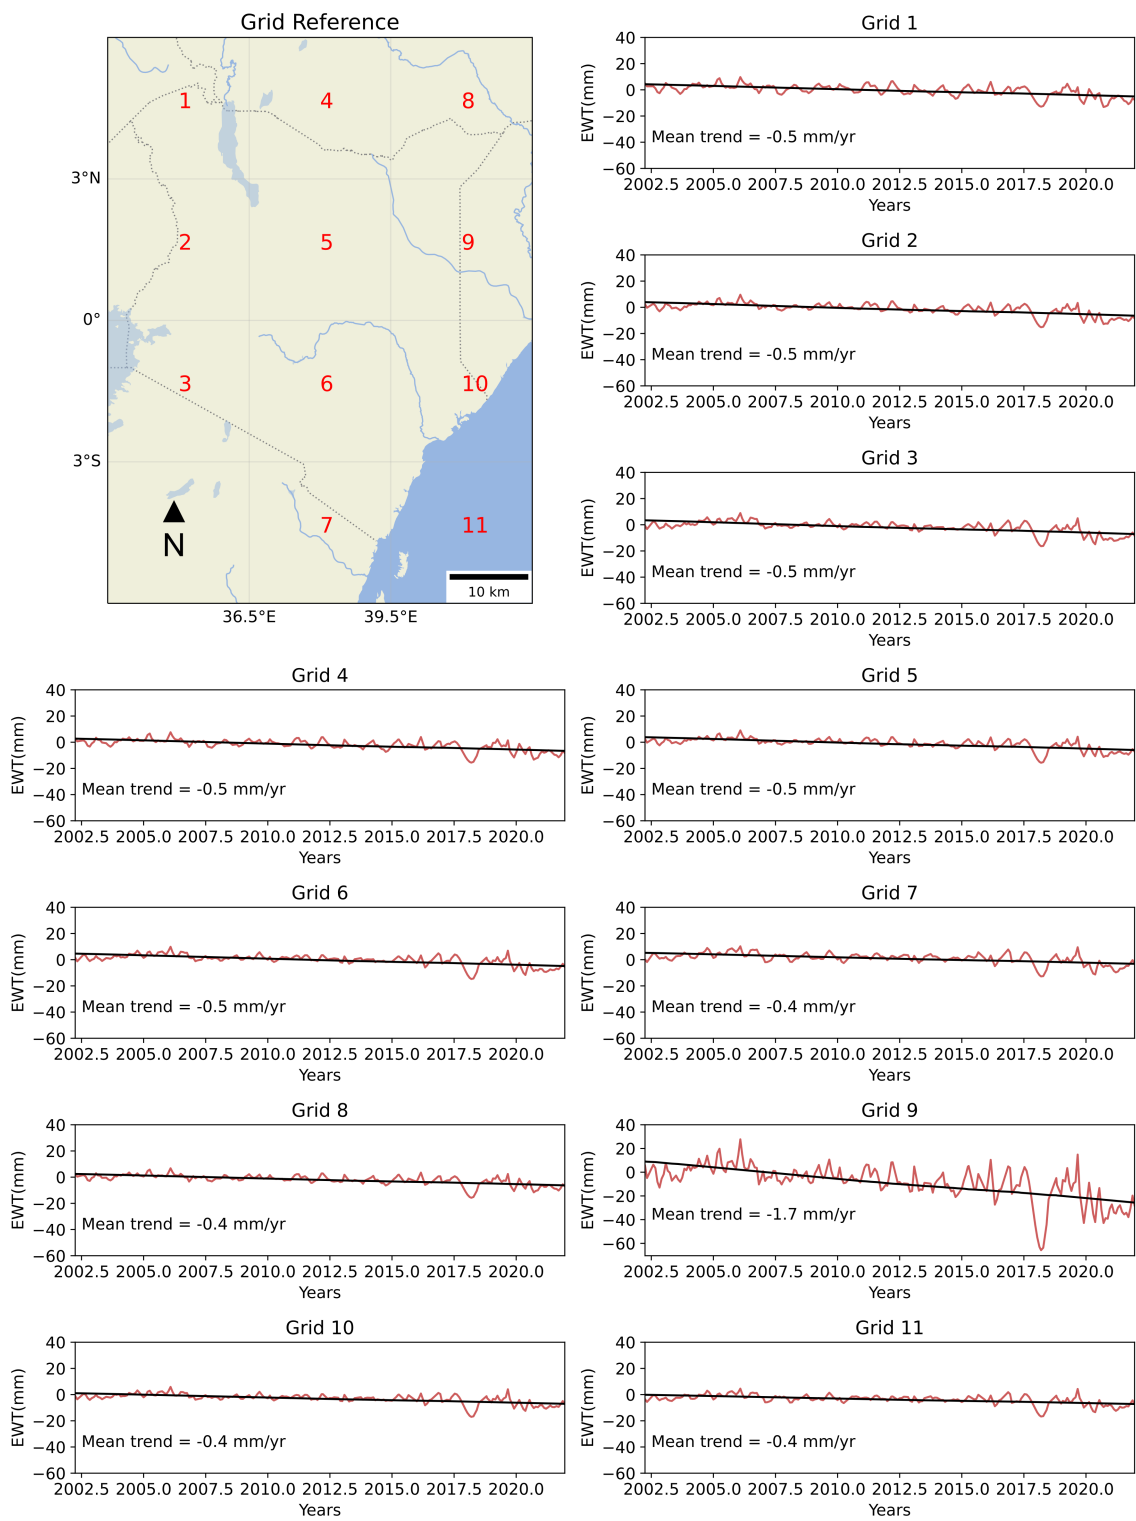 Grid Reference
1
4
8
3°N
2
5
9
0°
3
6
10
3°S
7
11
N
10 km
36.5°E 39.5°E
Grid 1
EWT(mm)
40
20
0
−20
−40
−60
Mean trend = -0.5 mm/yr
2002.5 2005.0 2007.5 2010.0 2012.5 2015.0 2017.5 2020.0
Years
Grid 2
EWT(mm)
40
20
0
−20
−40
−60
Mean trend = -0.5 mm/yr
2002.5 2005.0 2007.5 2010.0 2012.5 2015.0 2017.5 2020.0
Years
Grid 3
EWT(mm)
40
20
0
−20
−40
−60
Mean trend = -0.5 mm/yr
2002.5 2005.0 2007.5 2010.0 2012.5 2015.0 2017.5 2020.0
Years
Grid 4
EWT(mm)
40
20
0
−20
−40
−60
Mean trend = -0.5 mm/yr
2002.5 2005.0 2007.5 2010.0 2012.5 2015.0 2017.5 2020.0
Years
Grid 5
EWT(mm)
40
20
0
−20
−40
−60
Mean trend = -0.5 mm/yr
2002.5 2005.0 2007.5 2010.0 2012.5 2015.0 2017.5 2020.0
Years
Grid 6
EWT(mm)
40
20
0
−20
−40
−60
Mean trend = -0.5 mm/yr
2002.5 2005.0 2007.5 2010.0 2012.5 2015.0 2017.5 2020.0
Years
Grid 7
EWT(mm)
40
20
0
−20
−40
−60
Mean trend = -0.4 mm/yr
2002.5 2005.0 2007.5 2010.0 2012.5 2015.0 2017.5 2020.0
Years
Grid 8
EWT(mm)
40
20
0
−20
−40
−60
Mean trend = -0.4 mm/yr
2002.5 2005.0 2007.5 2010.0 2012.5 2015.0 2017.5 2020.0
Years
Grid 9
EWT(mm)
40
20
0
−20
−40
−60
Mean trend = -1.7 mm/yr
2002.5 2005.0 2007.5 2010.0 2012.5 2015.0 2017.5 2020.0
Years
Grid 10
EWT(mm)
40
20
0
−20
−40
−60
Mean trend = -0.4 mm/yr
2002.5 2005.0 2007.5 2010.0 2012.5 2015.0 2017.5 2020.0
Years
Grid 11
EWT(mm)
40
20
0
−20
−40
−60
Mean trend = -0.4 mm/yr
2002.5 2005.0 2007.5 2010.0 2012.5 2015.0 2017.5 2020.0
Years